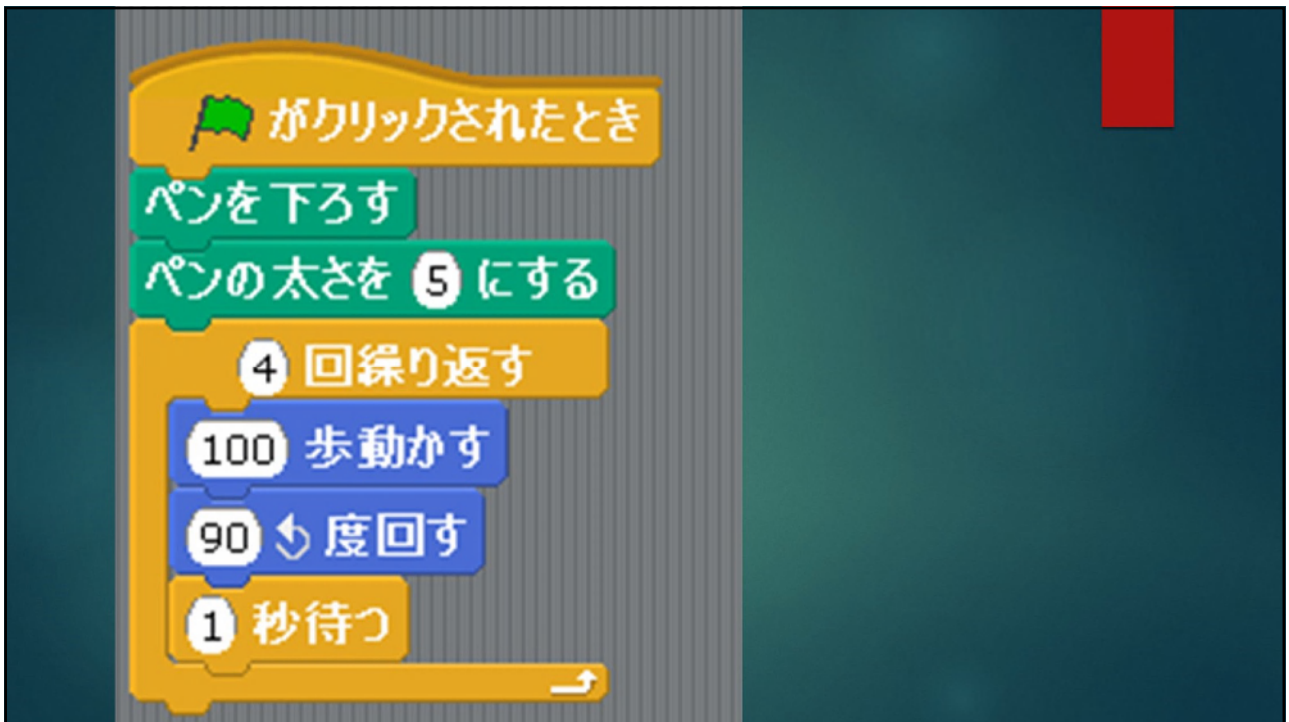 がクリックされたとき
ペンを下ろす
ペンの太さを 5 にする
4 回繰り返す
100 歩動かす
90 度回す
1 秒待つ